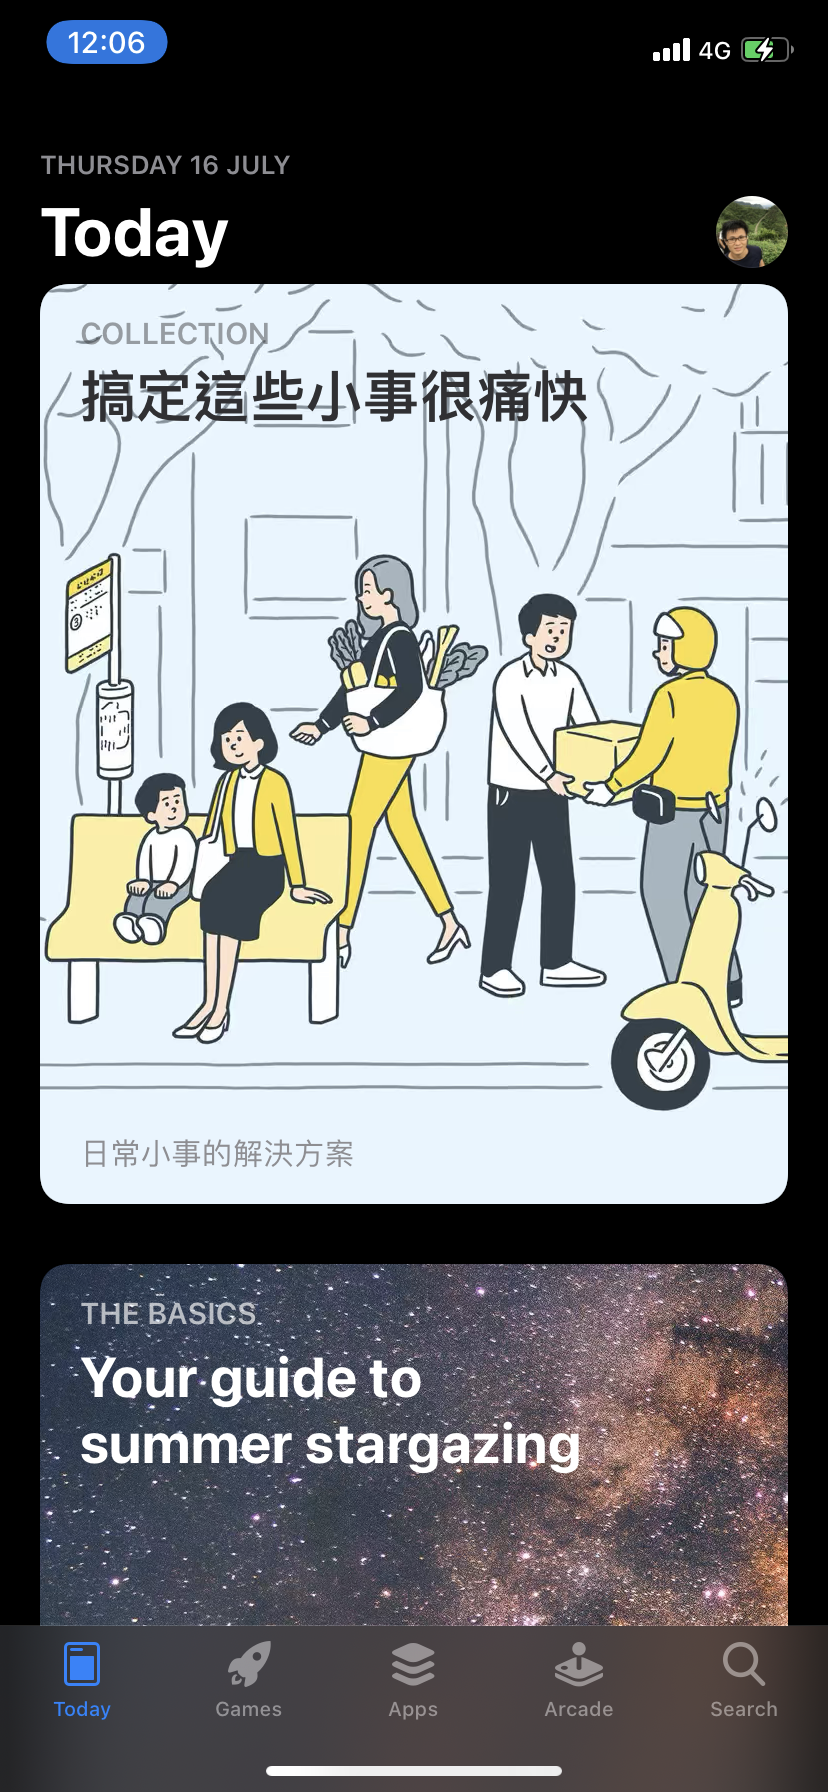 12:06
4G
THURSDAY 16 JULY
Today
COLLECTION
搞定這些小事很痛快
3
日常小事的解決方案
THE BASICS
Your guide to
summer stargazing
Today
Games
Apps
Arcade
Search